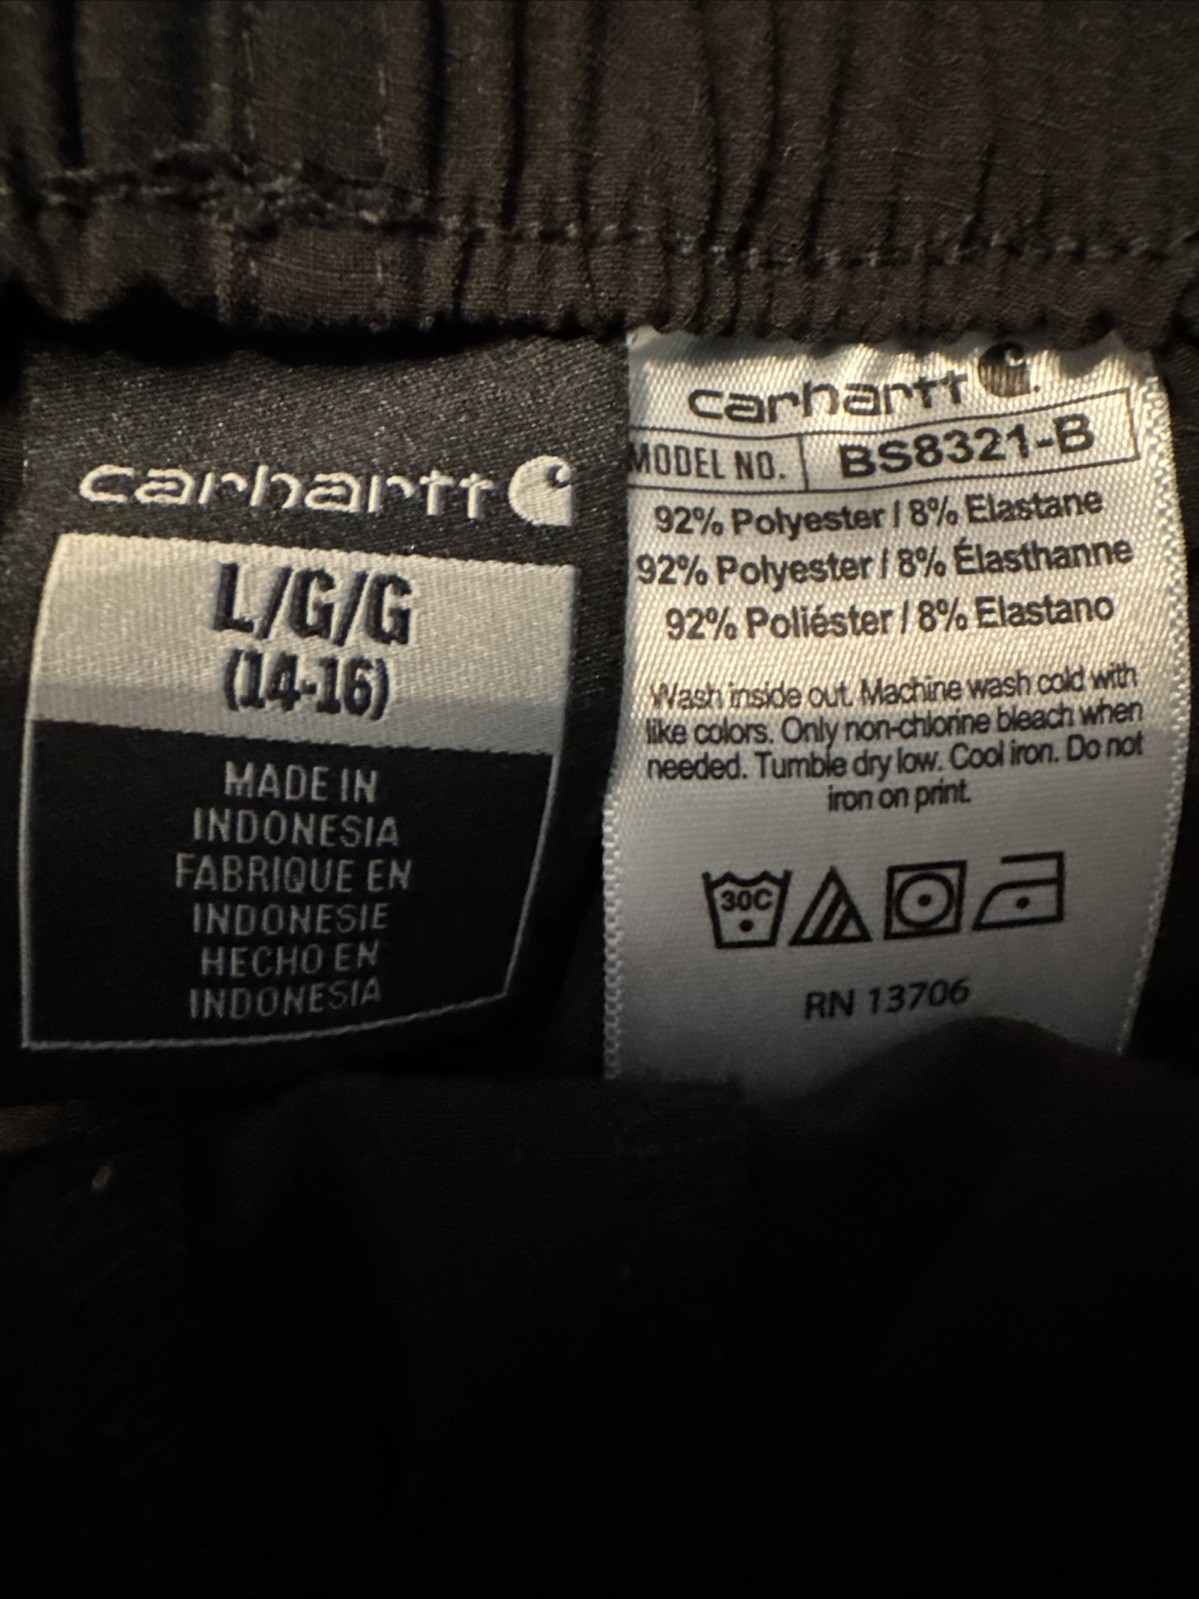 carhartt
L/G/G
(14-16)
MADE IN
INDONESIA
FABRIQUE EN
INDONESIE
HECHO EN
INDONESIA
carhartt
MODEL NO. BS8321-B
92% Polyester / 8% Elastane
92% Polyester / 8% Élasthanne
92% Poliéster / 8% Elastano
Wash inside out. Machine wash cold with
like colors. Only non-chlorine bleach when
needed. Tumble dry low. Cool iron. Do not
iron on print.
30C
RN 13706